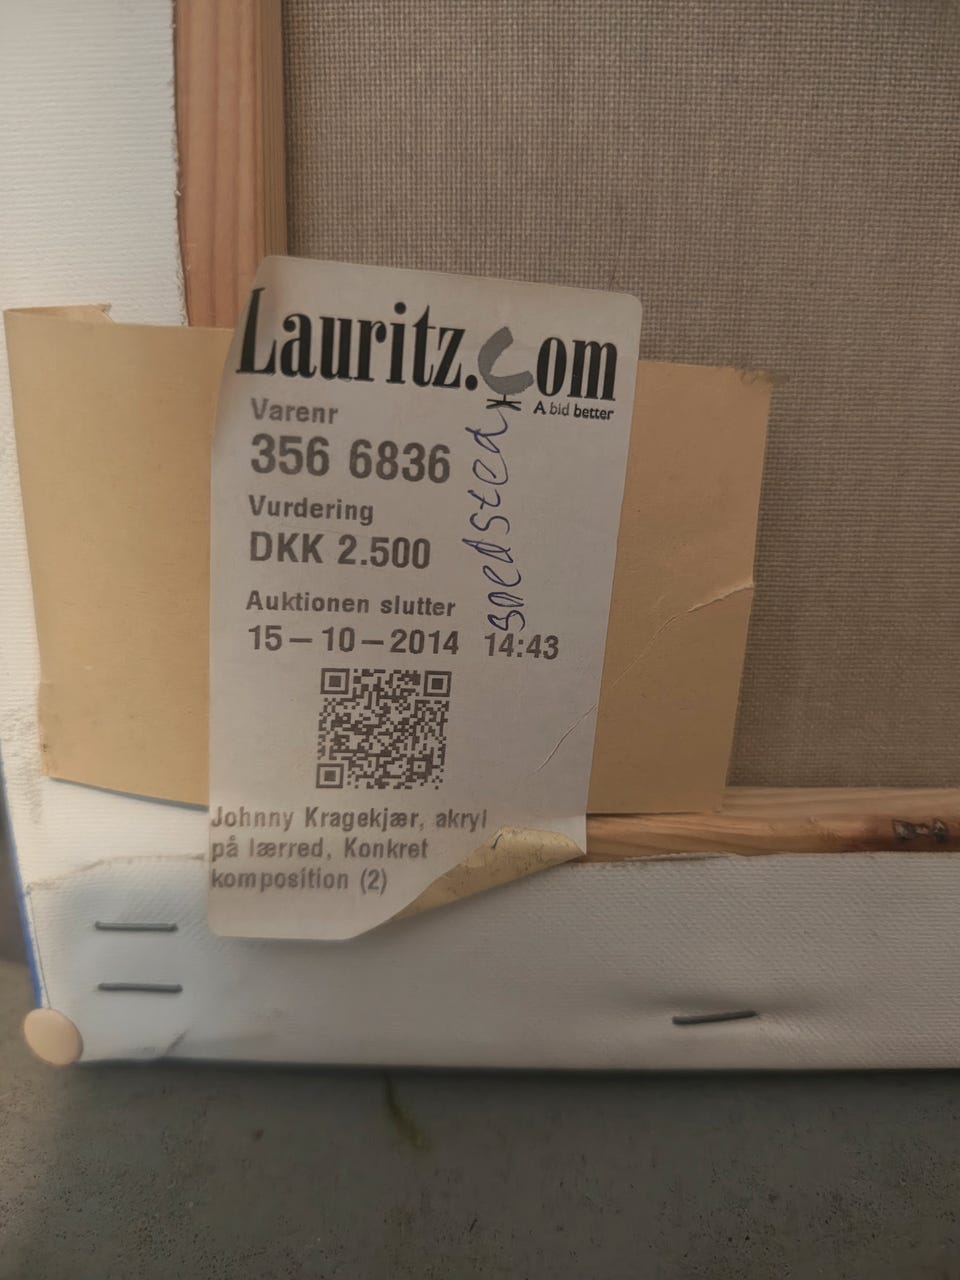 Lauritz.com
A bid better
Varenr
356 6836
Vurdering
DKK 2.500
Auktionen slutter
15-10-2014 14:43
Johnny Kragekjær, akryl
på lærred, Konkret
komposition (2)